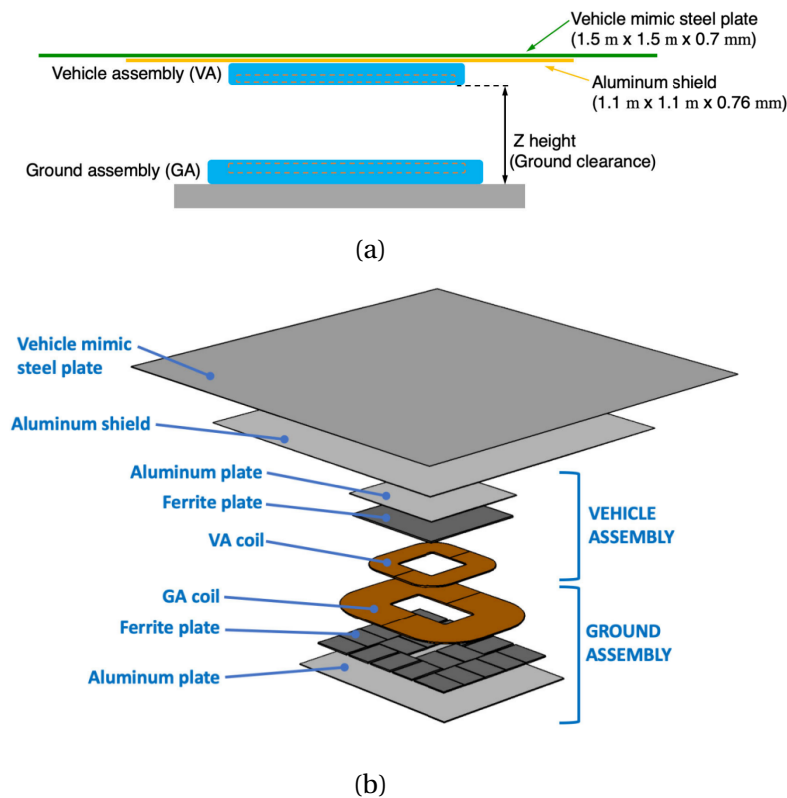 Vehicle mimic steel plate
(1.5 m x 1.5 m x 0.7 mm)
Vehicle assembly (VA)
Aluminum shield
(1.1 m x 1.1 m x 0.76 mm)
Z height
(Ground clearance)
Ground assembly (GA)
(a)
Vehicle mimic
steel plate
Aluminum shield
Aluminum plate
Ferrite plate
VA coil
VEHICLE
ASSEMBLY
GA coil
Ferrite plate
Aluminum plate
GROUND
ASSEMBLY
(b)